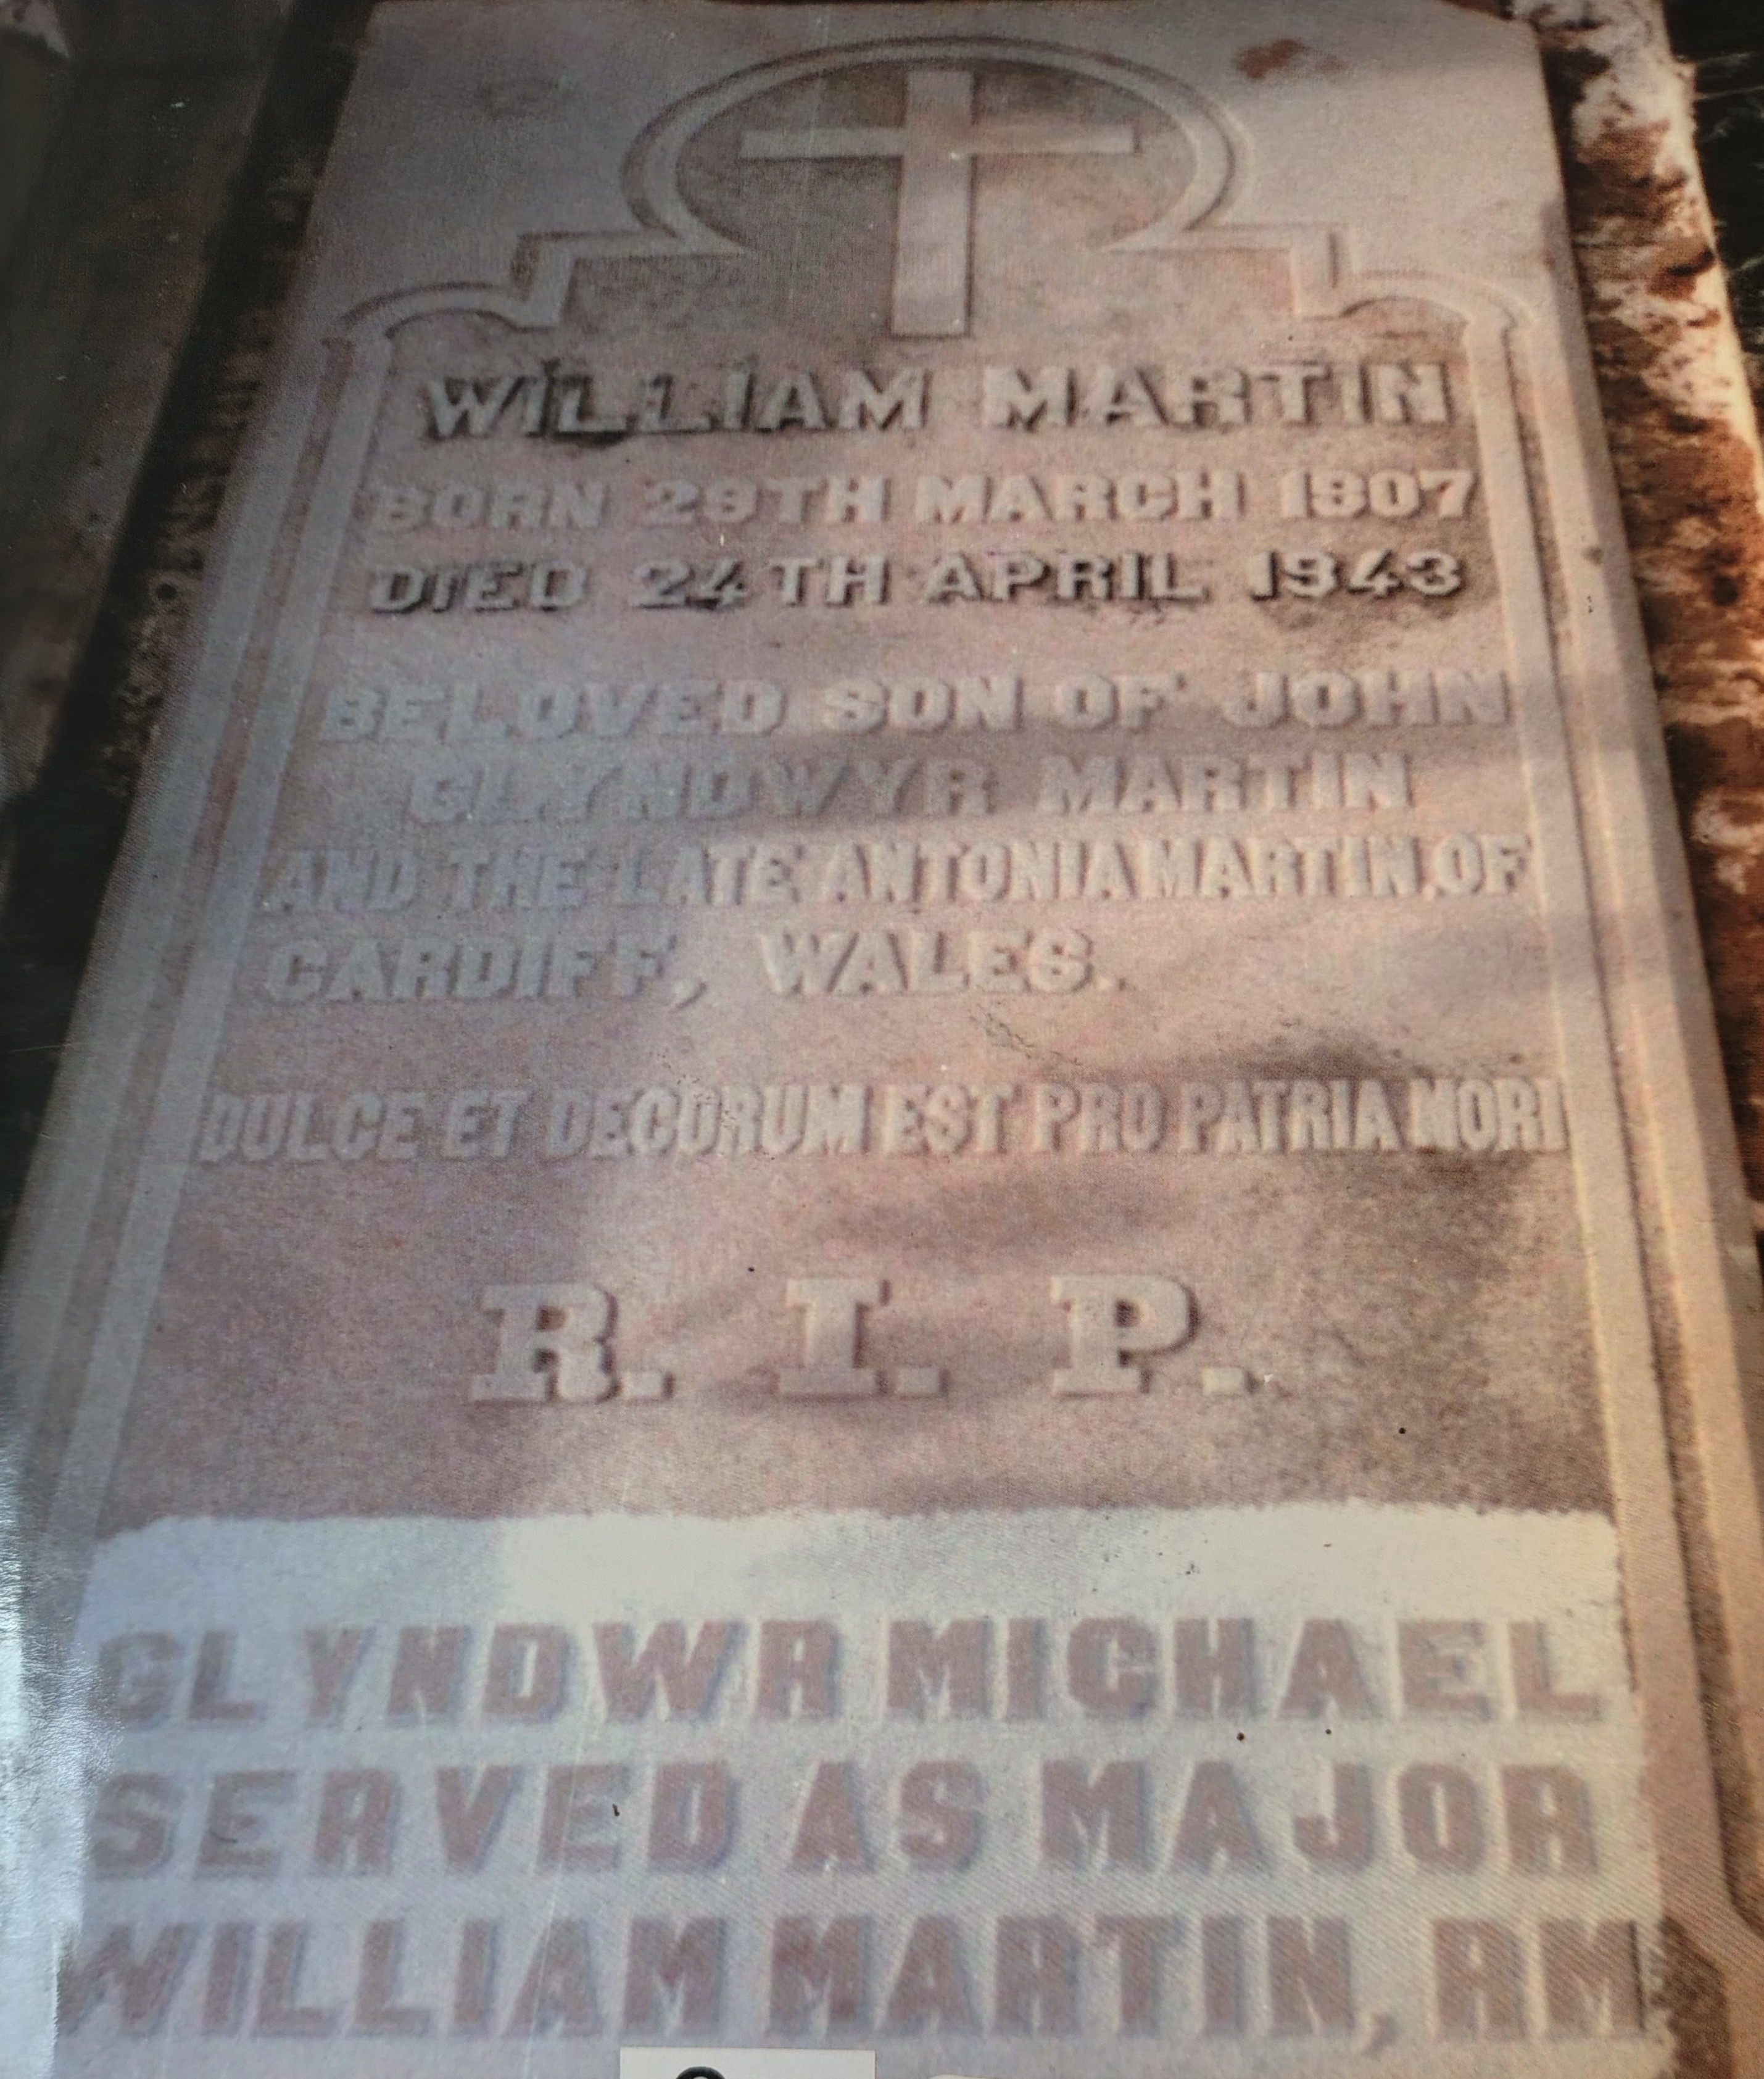 WILLIAM MARTIN
BORN 29TH MARCH 1907
DIED 24TH APRIL 1943
BELOVED SON OF JOHN
GLYNDWYR MARTIN
AND THE LATE ANTONIA MARTIN OF
CARDIFF, WALES.
DULCE ET DECORUM EST PRO PATRIA MORI
R. I. P.
GLYNDWR MICHAEL
SERVED AS MAJOR
WILLIAM MARTIN, RM